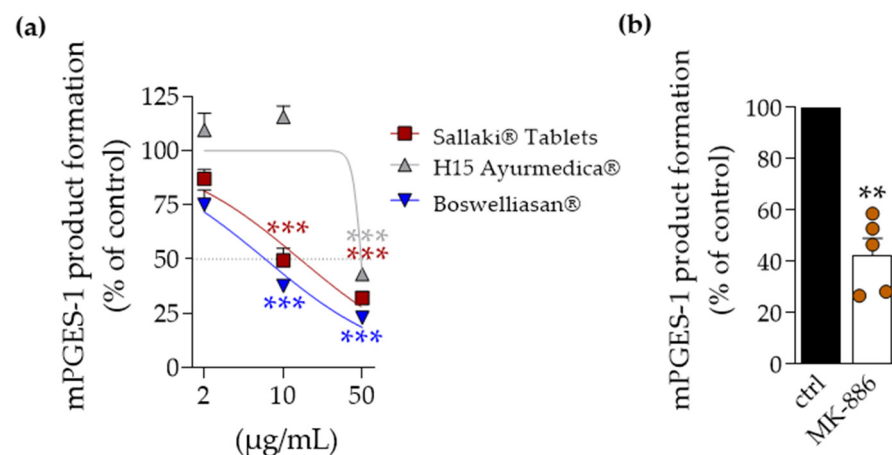 (a)
mPGES-1 product formation
(% of control)
125
100
75
50
25
0
2
10
50
(µg/mL)
***
***
***
***
***
Sallaki® Tablets
H15 Ayurmedica®
Boswelliasan®
(b)
mPGES-1 product formation
(% of control)
100
80
60
40
20
0
**
ctrl
MK-886